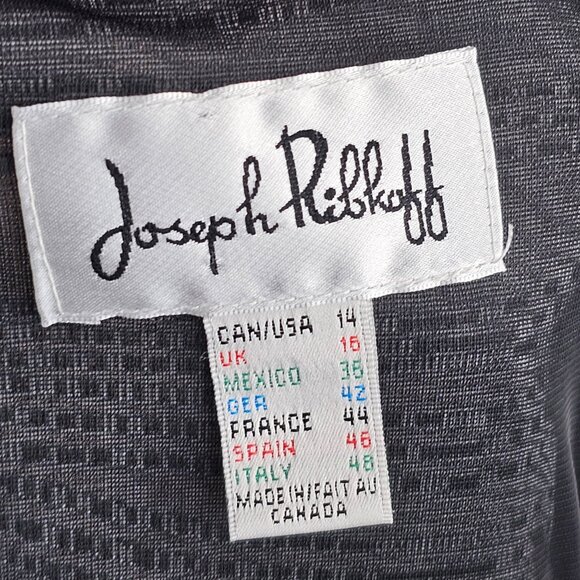 Joseph Ribkoff
CAN/USA 14
UK 16
MEXICO 36
GER 42
FRANCE 44
SPAIN 46
ITALY 48
MADE IN/FAIT AU
CANADA